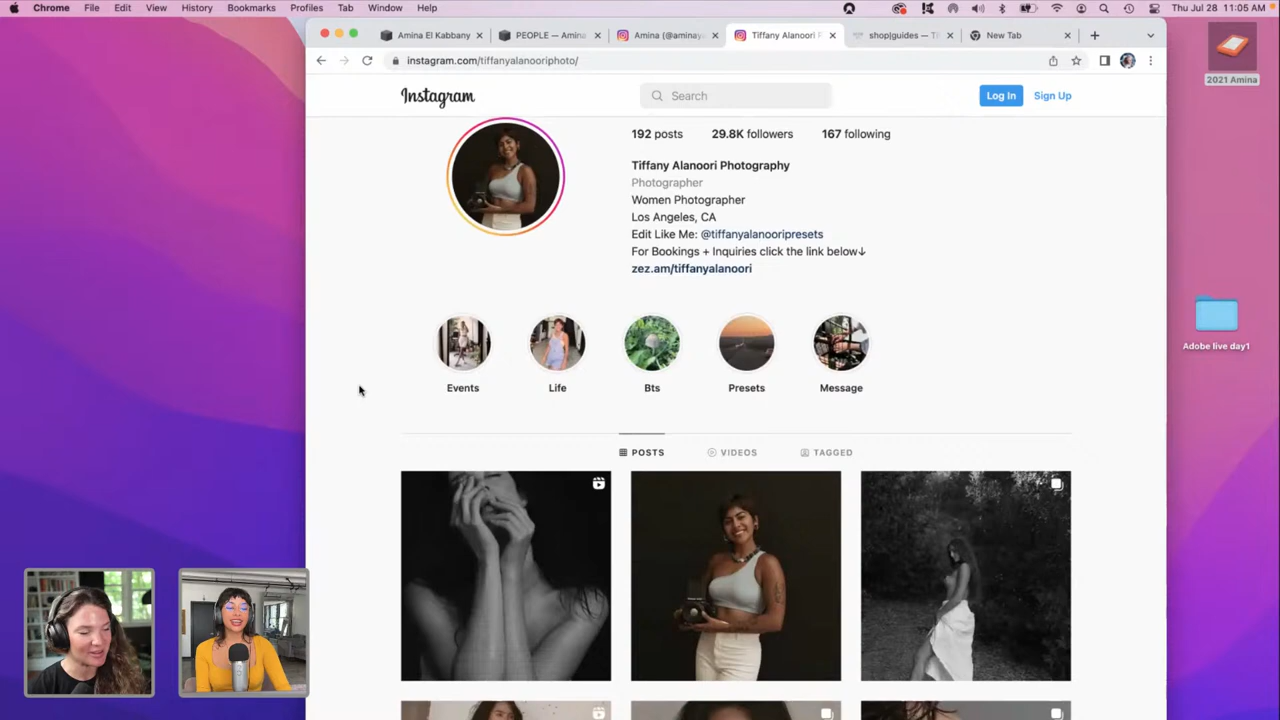 Chrome File Edit View History Bookmarks Profiles Tab Window Help Thu Jul 28 11:05 AM
Amina El Kabbany PEOPLE — Amina Amina (@aminay Tiffany Alanoori P shop|guides — New Tab
instagram.com/tiffanyalanooriphoto/
Instagram Search Log In Sign Up
192 posts 29.8K followers 167 following
Tiffany Alanoori Photography
Photographer
Women Photographer
Los Angeles, CA
Edit Like Me: @tiffanyalanooripresets
For Bookings + Inquiries click the link below↓
zez.am/tiffanyalanoori
Events Life Bts Presets Message
POSTS VIDEOS TAGGED
2021 Amina
Adobe live day1